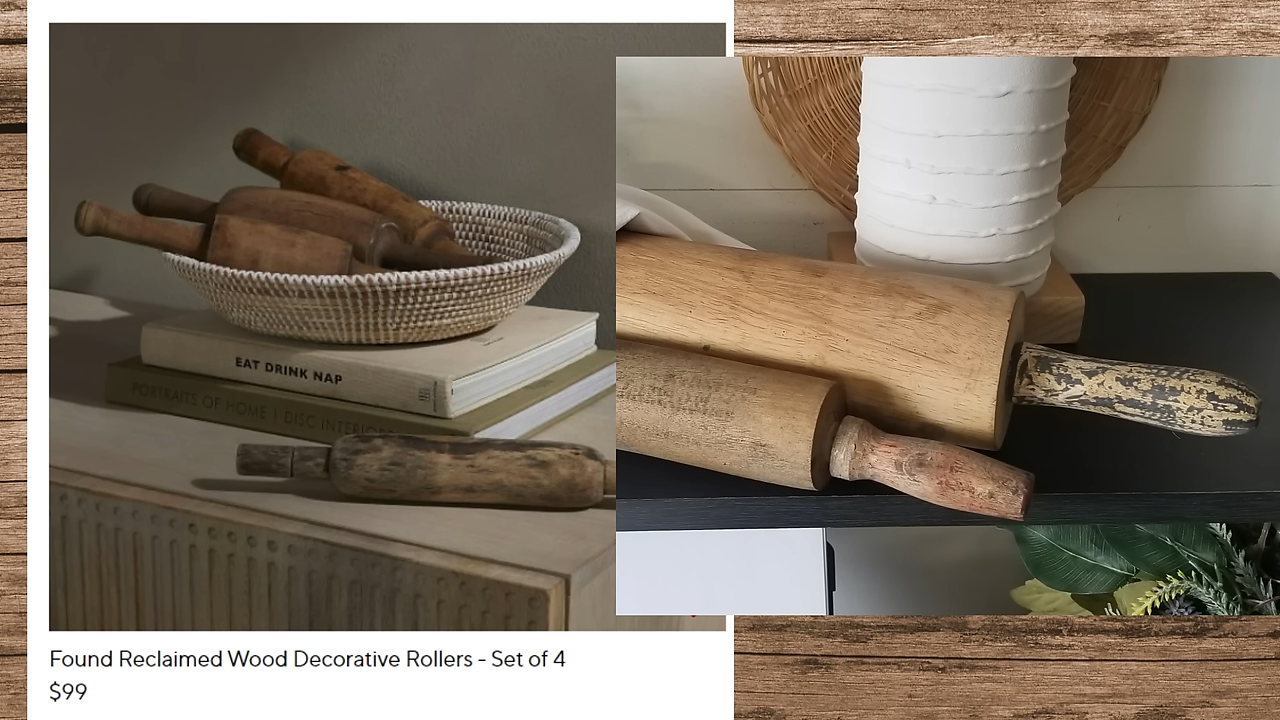 EAT DRINK NAP
PORTRAITS OF HOME | DISC INTERIORS
Found Reclaimed Wood Decorative Rollers - Set of 4
$99